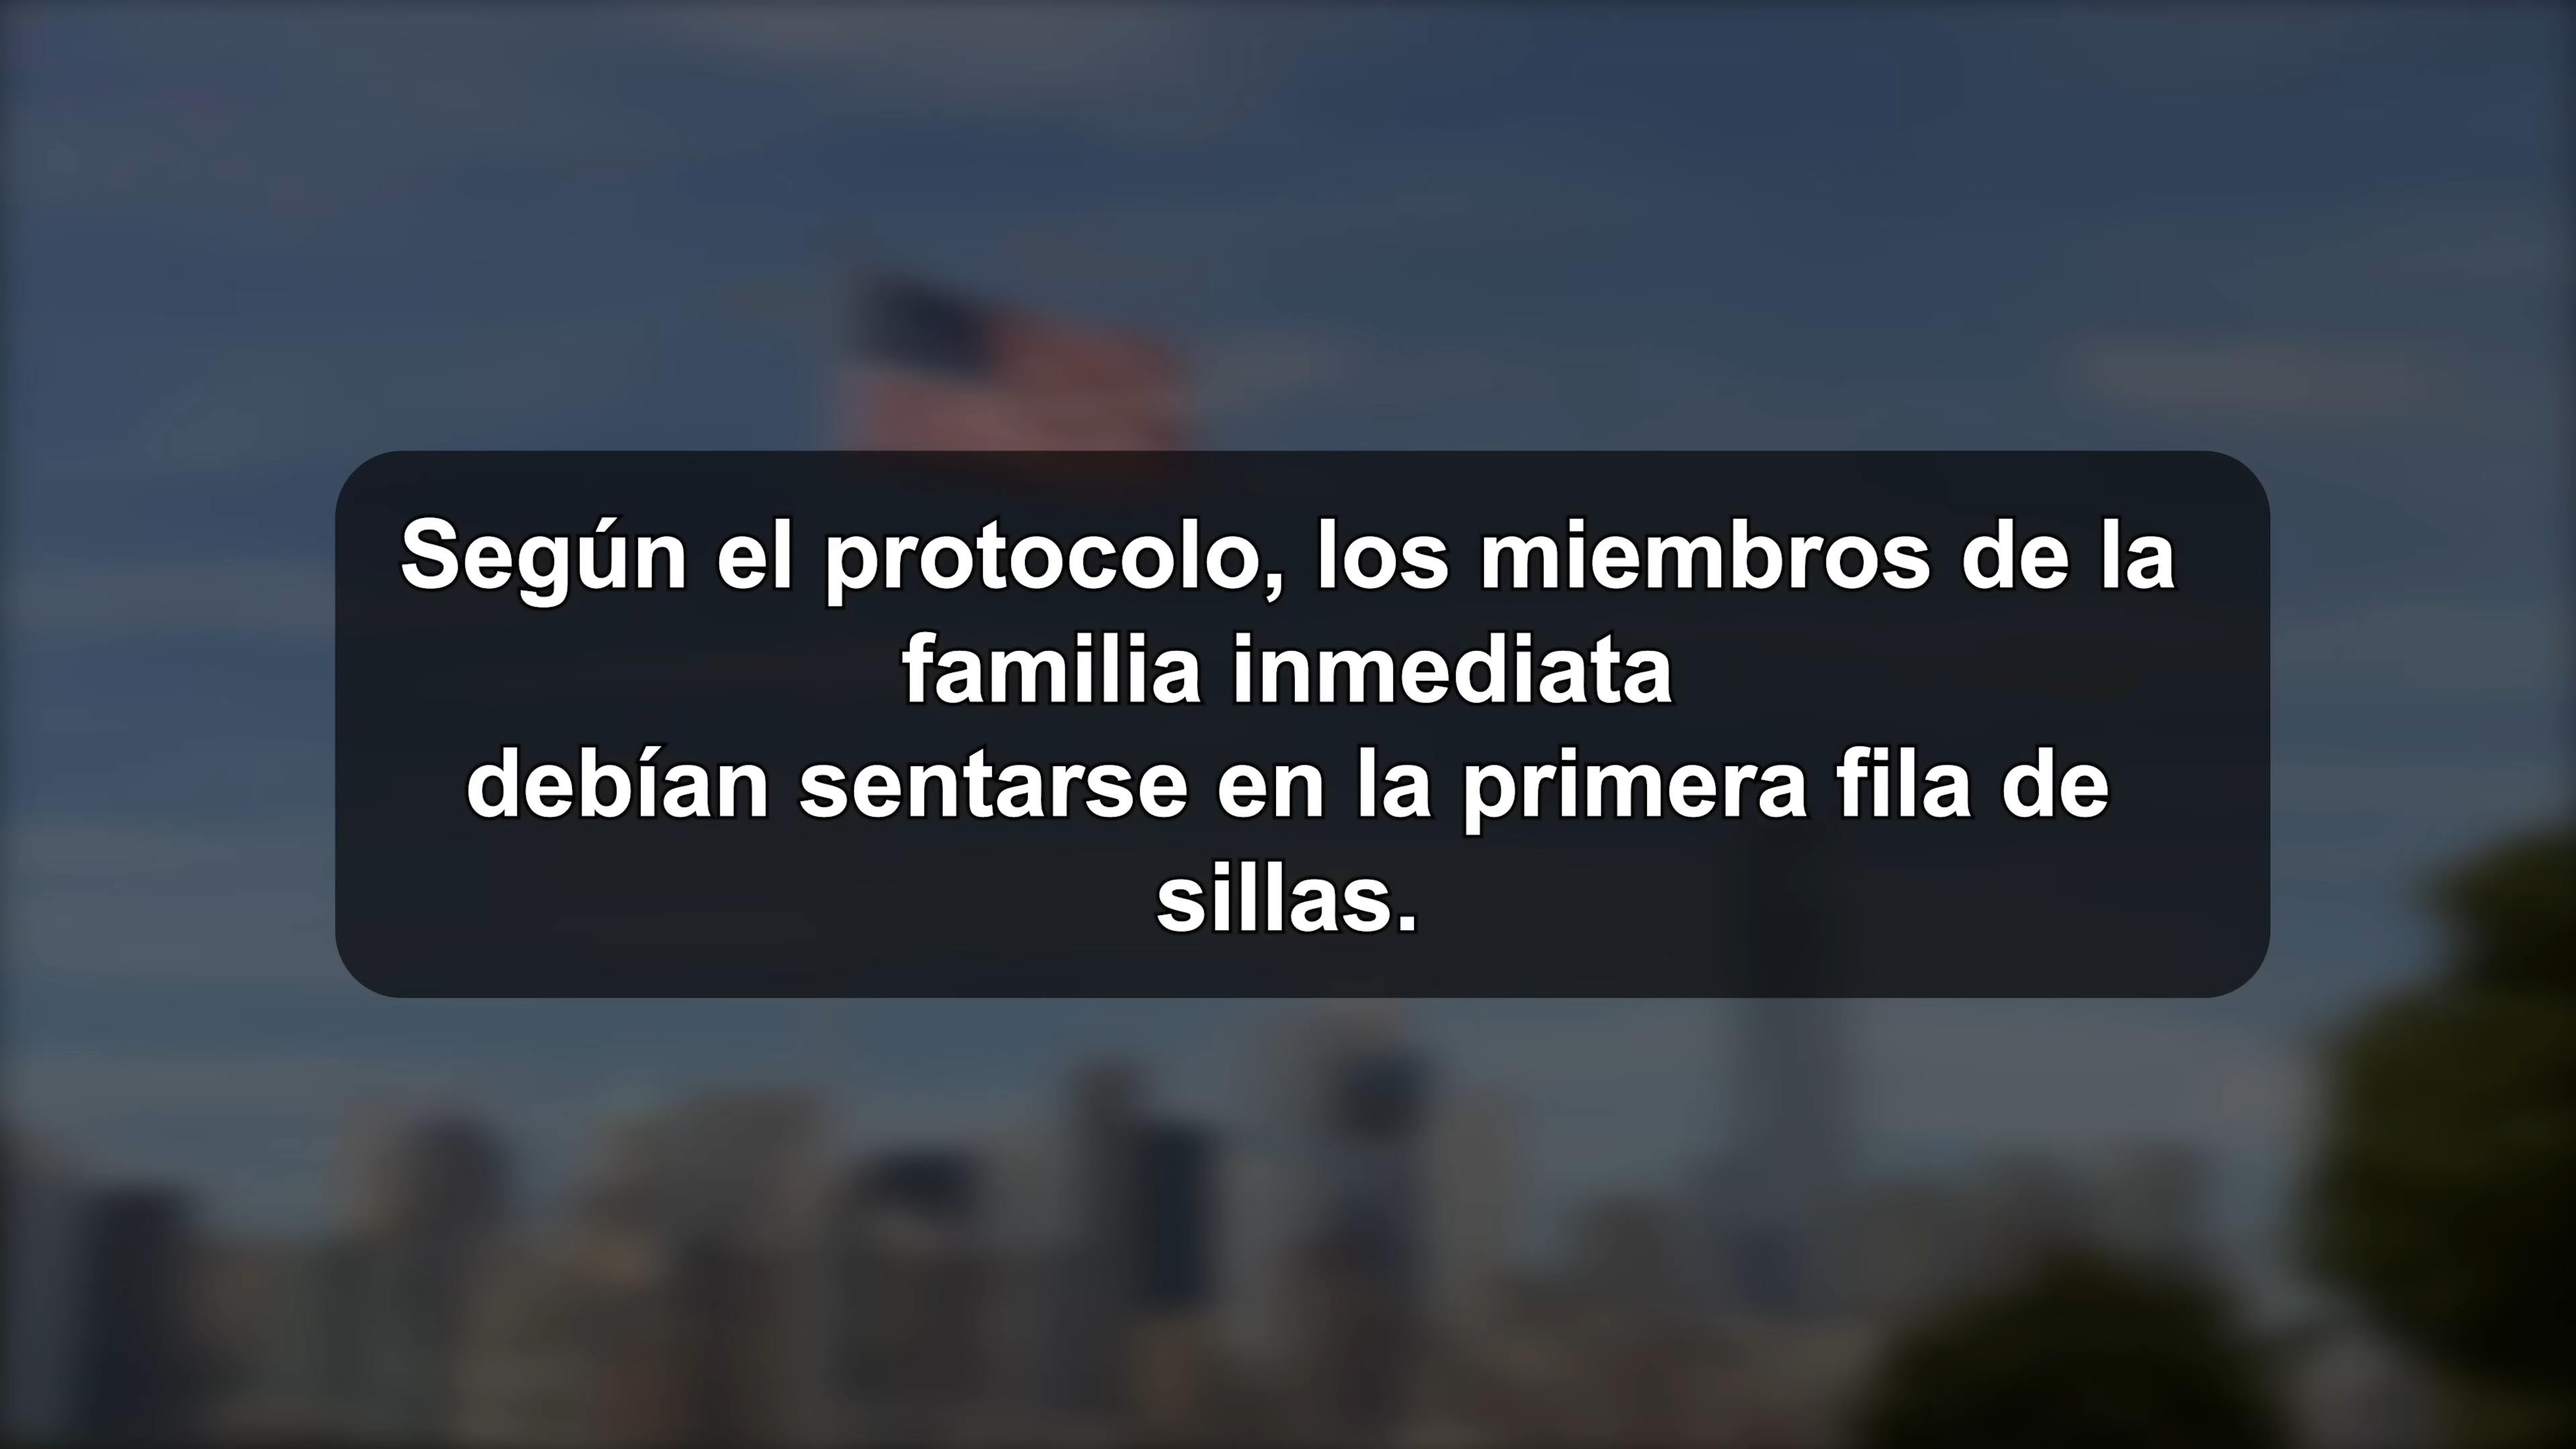 Según el protocolo, los miembros de la
familia inmediata
debían sentarse en la primera fila de
sillas.